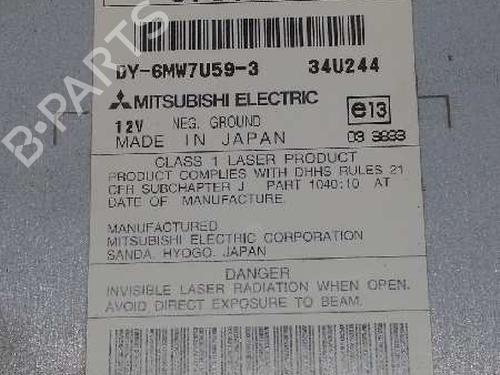 DY-6MW7U59-3 34U244
MITSUBISHI ELECTRIC
e13
12V NEG. GROUND
MADE IN JAPAN 03 3833
CLASS 1 LASER PRODUCT
PRODUCT COMPLIES WITH DHHS RULES 21
CFR SUBCHAPTER J PART 1040:10 AT
DATE OF MANUFACTURE.
MANUFACTURED
MITSUBISHI ELECTRIC CORPORATION
SANDA, HYOGO, JAPAN
DANGER
INVISIBLE LASER RADIATION WHEN OPEN.
AVOID DIRECT EXPOSURE TO BEAM.
B-PARTS